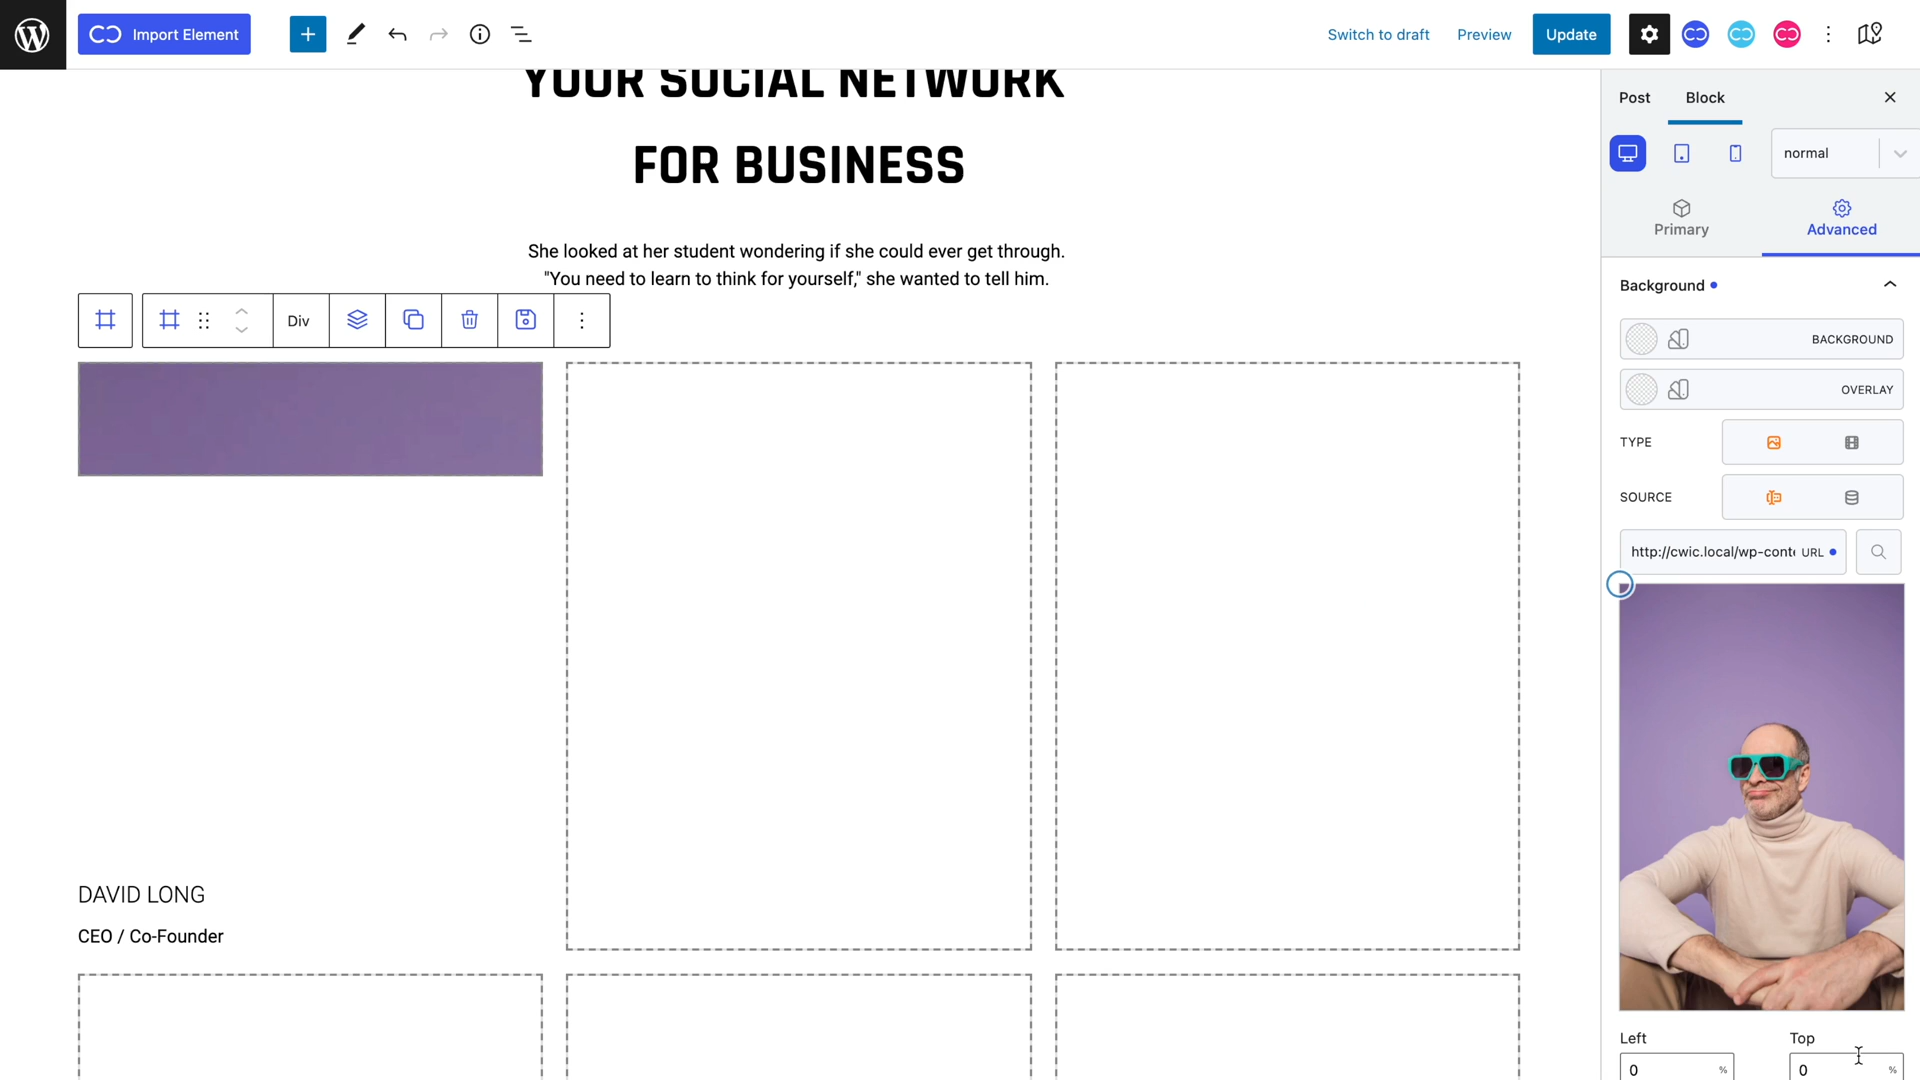 Import Element
Switch to draft
Preview
Update
YOUR SOCIAL NETWORK
FOR BUSINESS
She looked at her student wondering if she could ever get through.
"You need to learn to think for yourself," she wanted to tell him.
Div
DAVID LONG
CEO / Co-Founder
Post
Block
normal
Primary
Advanced
Background
BACKGROUND
OVERLAY
TYPE
SOURCE
http://cwic.local/wp-conte URL
Left
Top
0 %
0 %